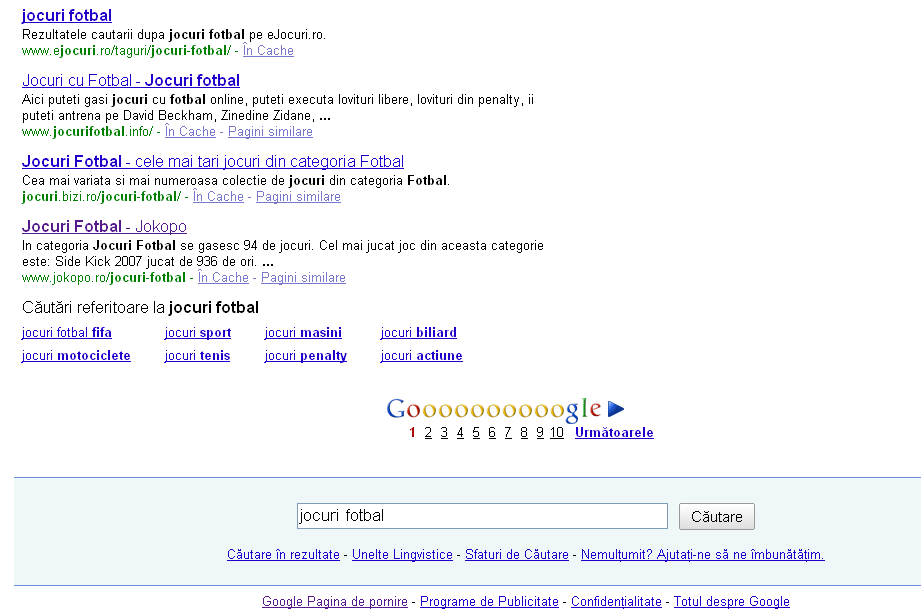 jocuri fotbal
Rezultatele cautarii dupa jocuri fotbal pe eJocuri.ro.
www.ejocuri.ro/taguri/jocuri-fotbal/ - În Cache
Jocuri cu Fotbal - Jocuri fotbal
Aici puteti gasi jocuri cu fotbal online, puteti executa lovituri libere, lovituri din penalty, ii
puteti antrena pe David Beckham, Zinedine Zidane, ...
www.jocurifotbal.info/ - În Cache - Pagini similare
Jocuri Fotbal - cele mai tari jocuri din categoria Fotbal
Cea mai variata si mai numeroasa colectie de jocuri din categoria Fotbal.
jocuri.bizi.ro/jocuri-fotbal/ - În Cache - Pagini similare
Jocuri Fotbal - Jokopo
In categoria Jocuri Fotbal se gasesc 94 de jocuri. Cel mai jucat joc din aceasta categorie
este: Side Kick 2007 jucat de 936 de ori. ...
www.jokopo.ro/jocuri-fotbal - În Cache - Pagini similare
Căutări referitoare la jocuri fotbal
jocuri fotbal fifa jocuri sport jocuri masini jocuri biliard
jocuri motociclete jocuri tenis jocuri penalty jocuri actiune
Goooooooooogle
1 2 3 4 5 6 7 8 9 10 Următoarele
jocuri fotbal Căutare
Căutare în rezultate - Unelte Lingvistice - Sfaturi de Căutare - Nemulţumit? Ajutaţi-ne să ne îmbunătăţim.
Google Pagina de pornire - Programe de Publicitate - Confidenţialitate - Totul despre Google